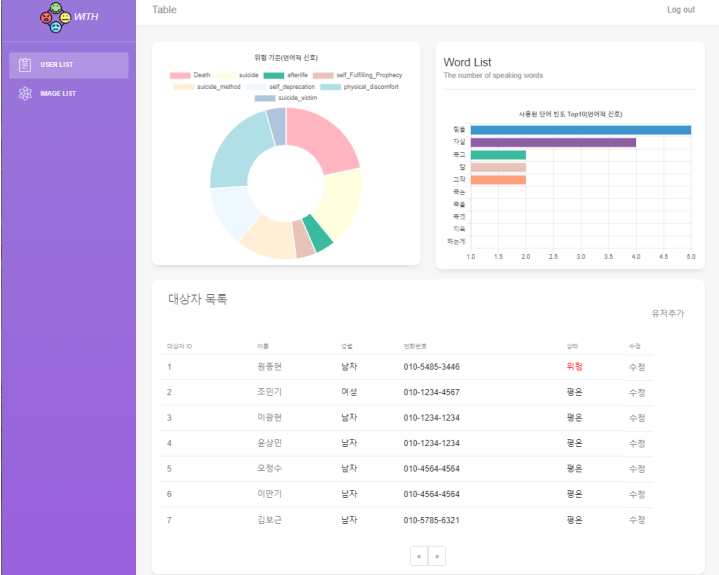 WITH
Table
Log out
USER LIST
IMAGE LIST
위험 기준(언어적 신호)
Death suicide afterlife self_Fulfilling_Prophecy
suicide_method self_deprecation physical_discomfort
suicide_victim
Word List
The number of speaking words
사용된 단어 빈도 Top10(언어적 신호)
힘들
자살
죽고
고작
죽는
죽을
죽건
지옥
하는게
1.0 1.5 2.0 2.5 3.0 3.5 4.0 4.5 5.0
대상자 목록
유저추가
대상자 ID 이름 성별 전화번호 상태 수정
1 원종현 남자 010-5485-3446 위험 수정
2 조민기 여성 010-1234-4567 평온 수정
3 이광현 남자 010-1234-1234 평온 수정
4 윤상민 남자 010-1234-1234 평온 수정
5 오정수 남자 010-4564-4564 평온 수정
6 이만기 남자 010-4564-4564 평온 수정
7 김보근 남자 010-5785-6321 평온 수정
« »